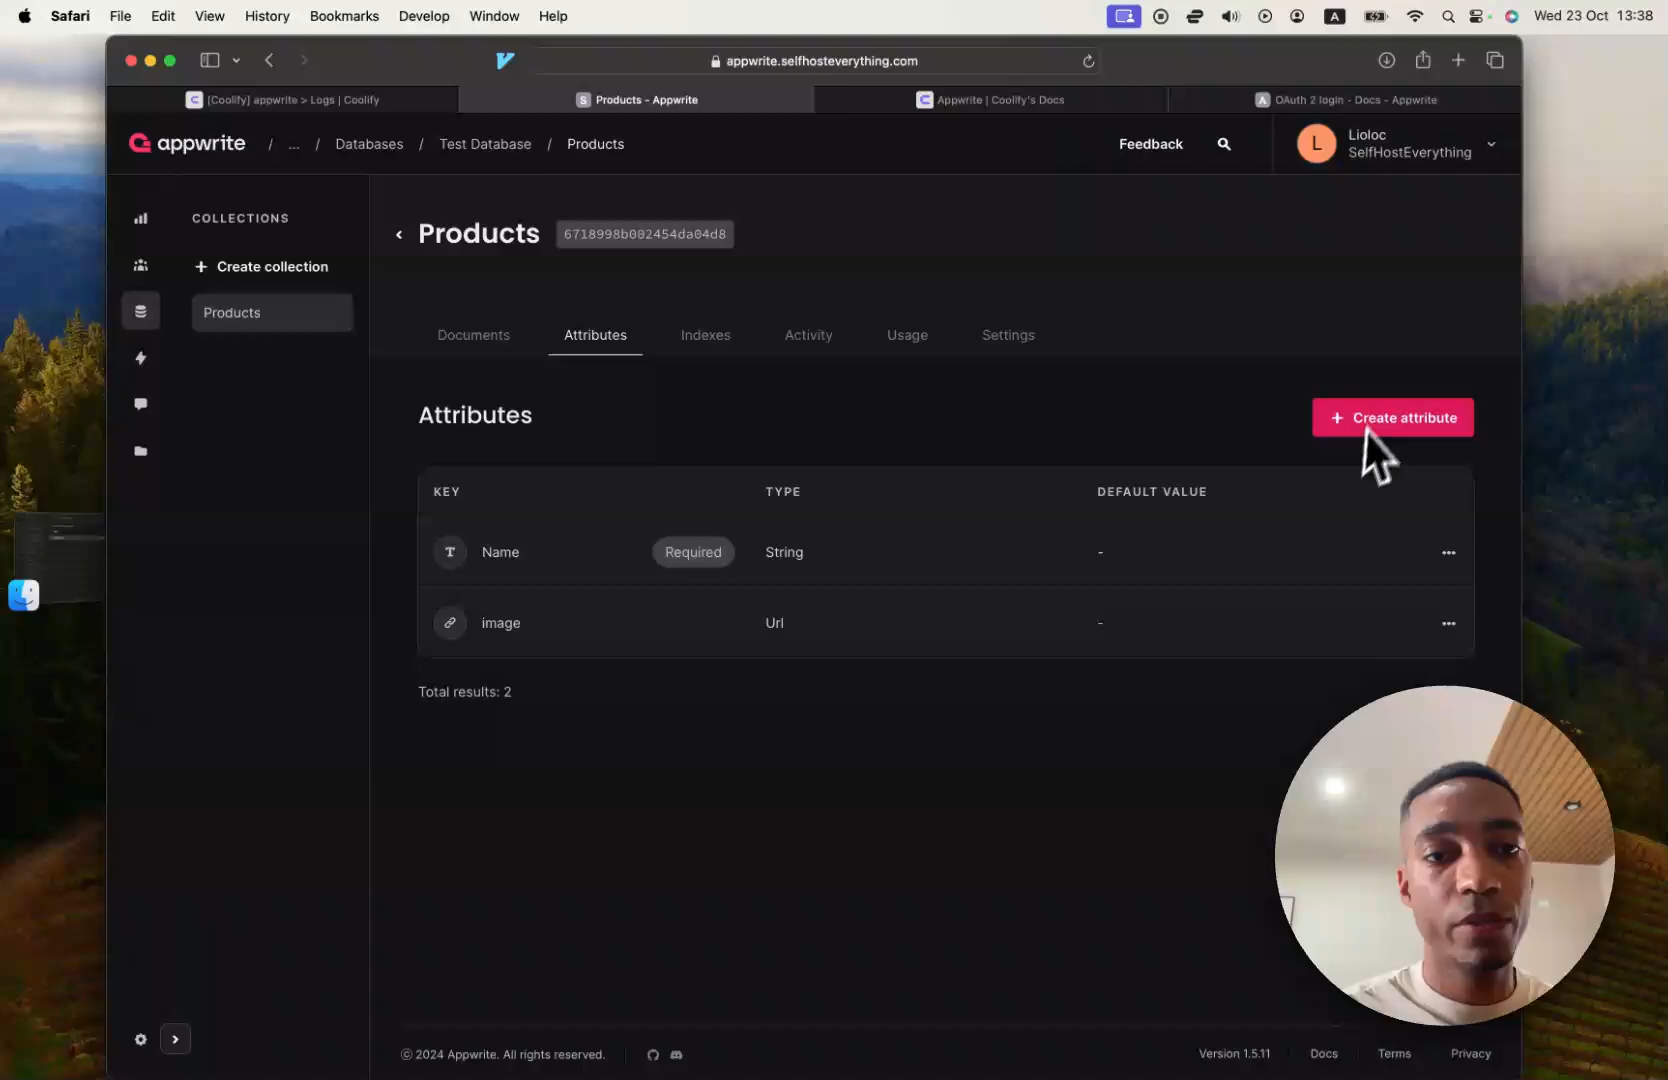 Safari File Edit View History Bookmarks Develop Window Help A Wed 23 Oct 13:38
appwrite.selfhosteverything.com
[Coolify] appwrite > Logs | Coolify
S Products - Appwrite
Appwrite | Coolify's Docs
A OAuth 2 login - Docs - Appwrite
appwrite / ... / Databases / Test Database / Products
Feedback
L
Lioloc
SelfHostEverything
COLLECTIONS
+ Create collection
Products
Products 6718998b002454da04d8
Documents Attributes Indexes Activity Usage Settings
Attributes
+ Create attribute
KEY TYPE DEFAULT VALUE
T Name Required String -
image Url -
Total results: 2
© 2024 Appwrite. All rights reserved.
Version 1.5.11 Docs Terms Privacy